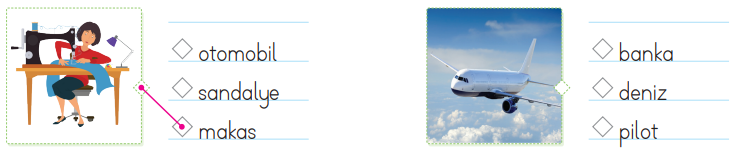 otomobil
sandalye
makas
banka
deniz
pilot